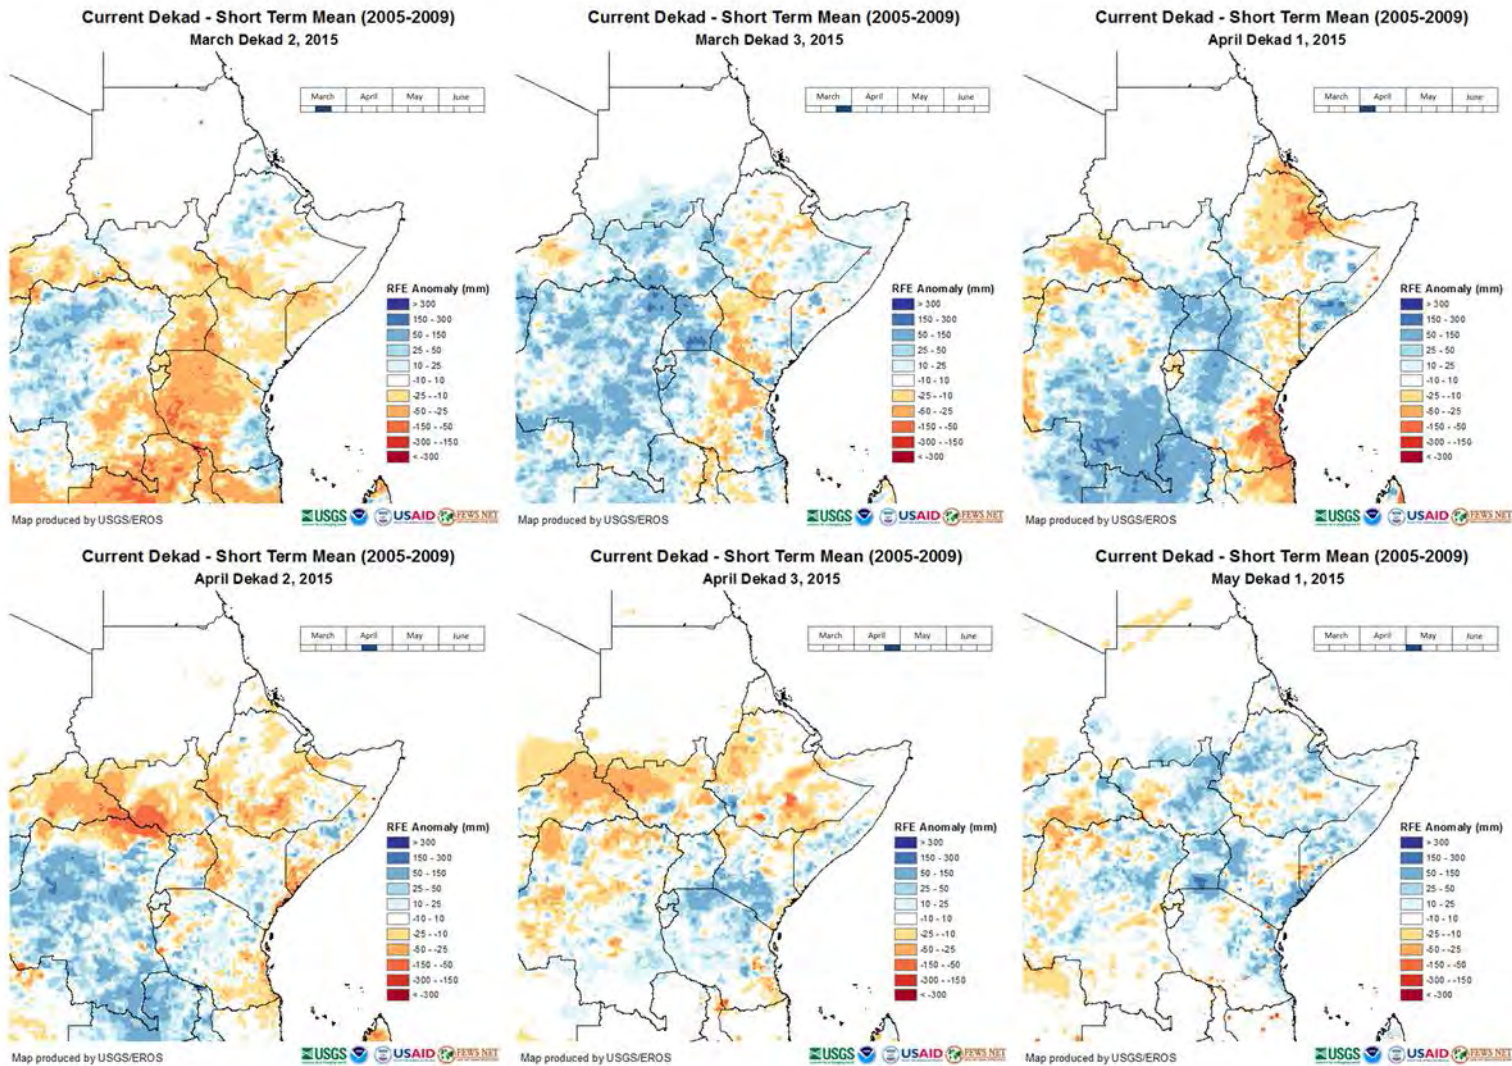 Current Dekad - Short Term Mean (2005-2009)
March Dekad 2, 2015
March April May June
RFE Anomaly (mm)
> 300
150 - 300
50 - 150
25 - 50
10 - 25
-10 - 10
-25 - -10
-50 - -25
-150 - -50
-300 - -150
< -300
Map produced by USGS/EROS
USGS USAID FEWS NET
Current Dekad - Short Term Mean (2005-2009)
March Dekad 3, 2015
March April May June
RFE Anomaly (mm)
> 300
150 - 300
50 - 150
25 - 50
10 - 25
-10 - 10
-25 - -10
-50 - -25
-150 - -50
-300 - -150
< -300
Map produced by USGS/EROS
USGS USAID FEWS NET
Current Dekad - Short Term Mean (2005-2009)
April Dekad 1, 2015
March April May June
RFE Anomaly (mm)
> 300
150 - 300
50 - 150
25 - 50
10 - 25
-10 - 10
-25 - -10
-50 - -25
-150 - -50
-300 - -150
< -300
Map produced by USGS/EROS
USGS USAID FEWS NET
Current Dekad - Short Term Mean (2005-2009)
April Dekad 2, 2015
March April May June
RFE Anomaly (mm)
> 300
150 - 300
50 - 150
25 - 50
10 - 25
-10 - 10
-25 - -10
-50 - -25
-150 - -50
-300 - -150
< -300
Map produced by USGS/EROS
USGS USAID FEWS NET
Current Dekad - Short Term Mean (2005-2009)
April Dekad 3, 2015
March April May June
RFE Anomaly (mm)
> 300
150 - 300
50 - 150
25 - 50
10 - 25
-10 - 10
-25 - -10
-50 - -25
-150 - -50
-300 - -150
< -300
Map produced by USGS/EROS
USGS USAID FEWS NET
Current Dekad - Short Term Mean (2005-2009)
May Dekad 1, 2015
March April May June
RFE Anomaly (mm)
> 300
150 - 300
50 - 150
25 - 50
10 - 25
-10 - 10
-25 - -10
-50 - -25
-150 - -50
-300 - -150
< -300
Map produced by USGS/EROS
USGS USAID FEWS NET